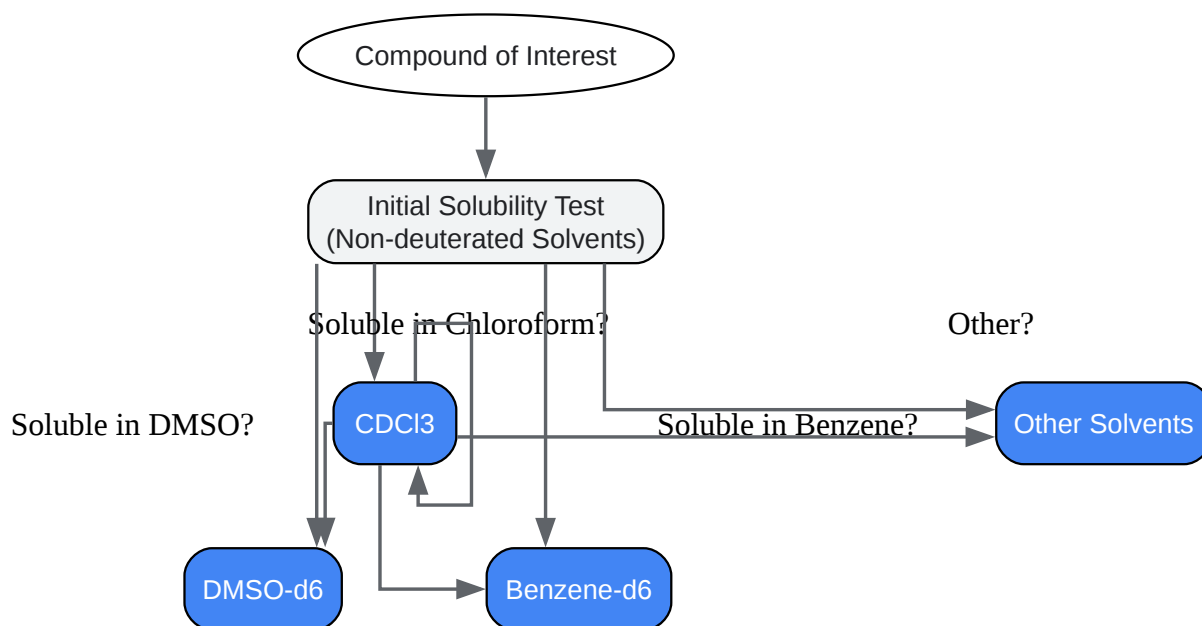 Compound of Interest
Initial Solubility Test
(Non-deuterated Solvents)
Soluble in Chloroform?
Other?
Soluble in DMSO?
CDCl3
Soluble in Benzene?
Other Solvents
DMSO-d6
Benzene-d6